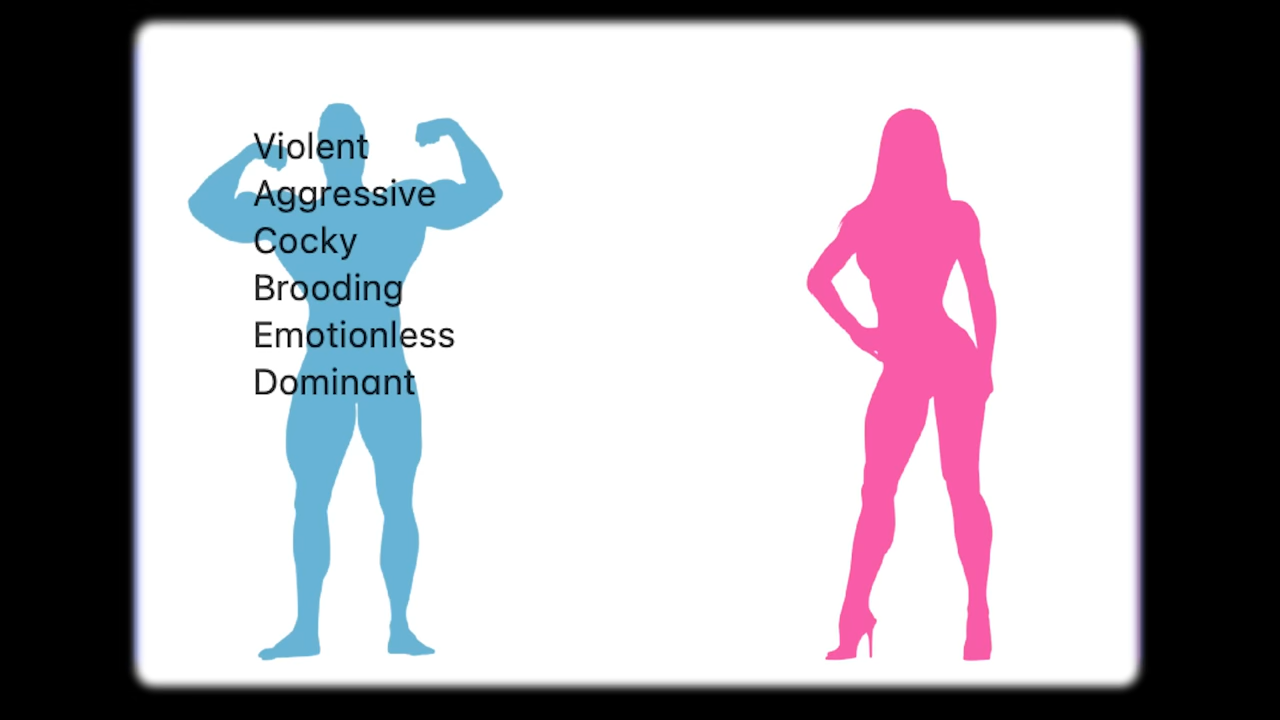 Violent
Aggressive
Cocky
Brooding
Emotionless
Dominant